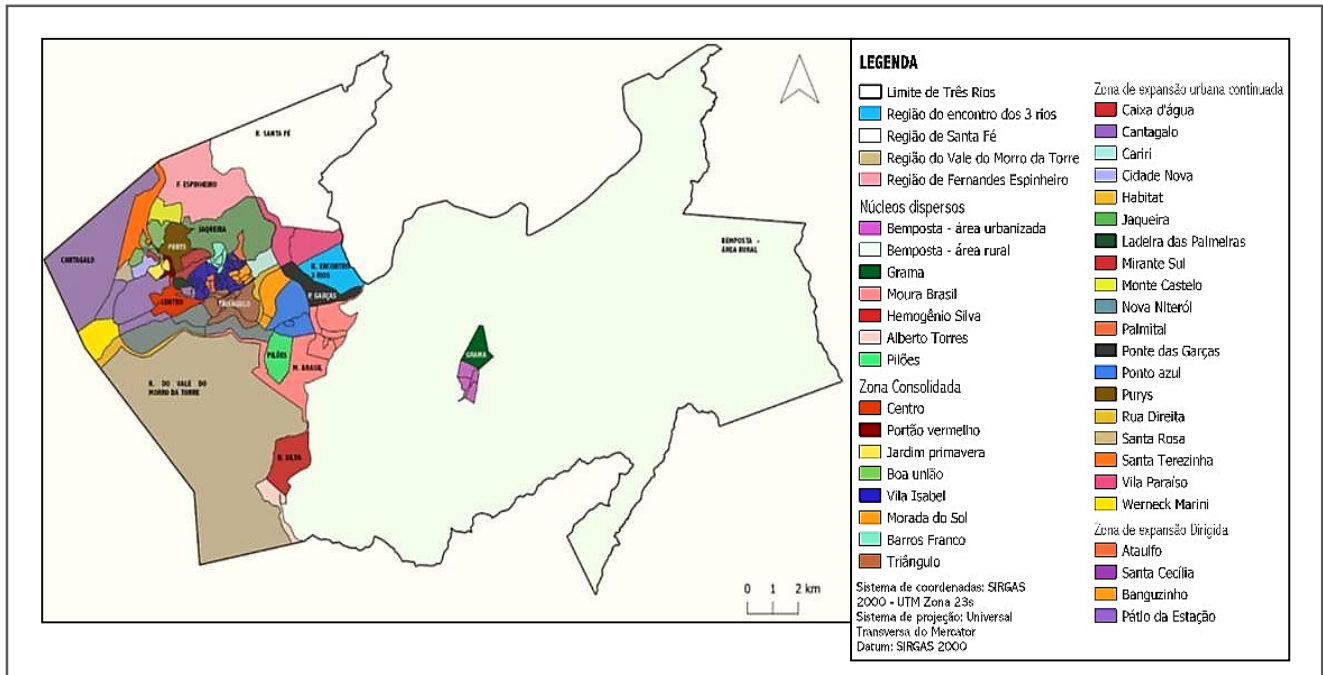 R. SANTA FÉ
F. ESPINHEIRO
JAQUEIRA
PURYS
CANTAGALO
R. ENCONTRO
3 RIOS
P. GARÇAS
CENTRO
TRIÂNGULO
PILÕES
M. BRASIL
R. DO VALE DO
MORRO DA TORRE
H. SILVA
GRAMA
BEMPOSTA -
ÁREA RURAL
0 1 2 km
LEGENDA
Limite de Três Rios
Região do encontro dos 3 rios
Região de Santa Fé
Região do Vale do Morro da Torre
Região de Fernandes Espinheiro
Núcleos dispersos
Bemposta - área urbanizada
Bemposta - área rural
Grama
Moura Brasil
Hemogênio Silva
Alberto Torres
Pilões
Zona Consolidada
Centro
Portão vermelho
Jardim primavera
Boa união
Vila Isabel
Morada do Sol
Barros Franco
Triângulo
Sistema de coordenadas: SIRGAS
2000 - UTM Zona 23s
Sistema de projeção: Universal
Transversa do Mercator
Datum: SIRGAS 2000
Zona de expansão urbana continuada
Caixa d'água
Cantagalo
Cariri
Cidade Nova
Habitat
Jaqueira
Ladeira das Palmeiras
Mirante Sul
Monte Castelo
Nova Niterói
Palmital
Ponte das Garças
Ponto azul
Purys
Rua Direita
Santa Rosa
Santa Terezinha
Vila Paraíso
Werneck Marini
Zona de expansão Dirigida
Ataulfo
Santa Cecília
Banguzinho
Pátio da Estação